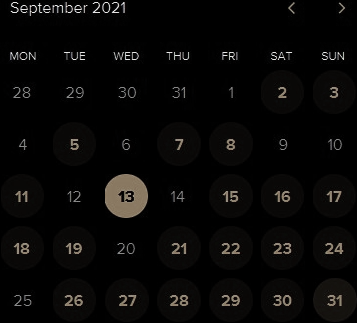 September 2021
MON TUE WED THU FRI SAT SUN
28 29 30 31 1 2 3
4 5 6 7 8 9 10
11 12 13 14 15 16 17
18 19 20 21 22 23 24
25 26 27 28 29 30 31